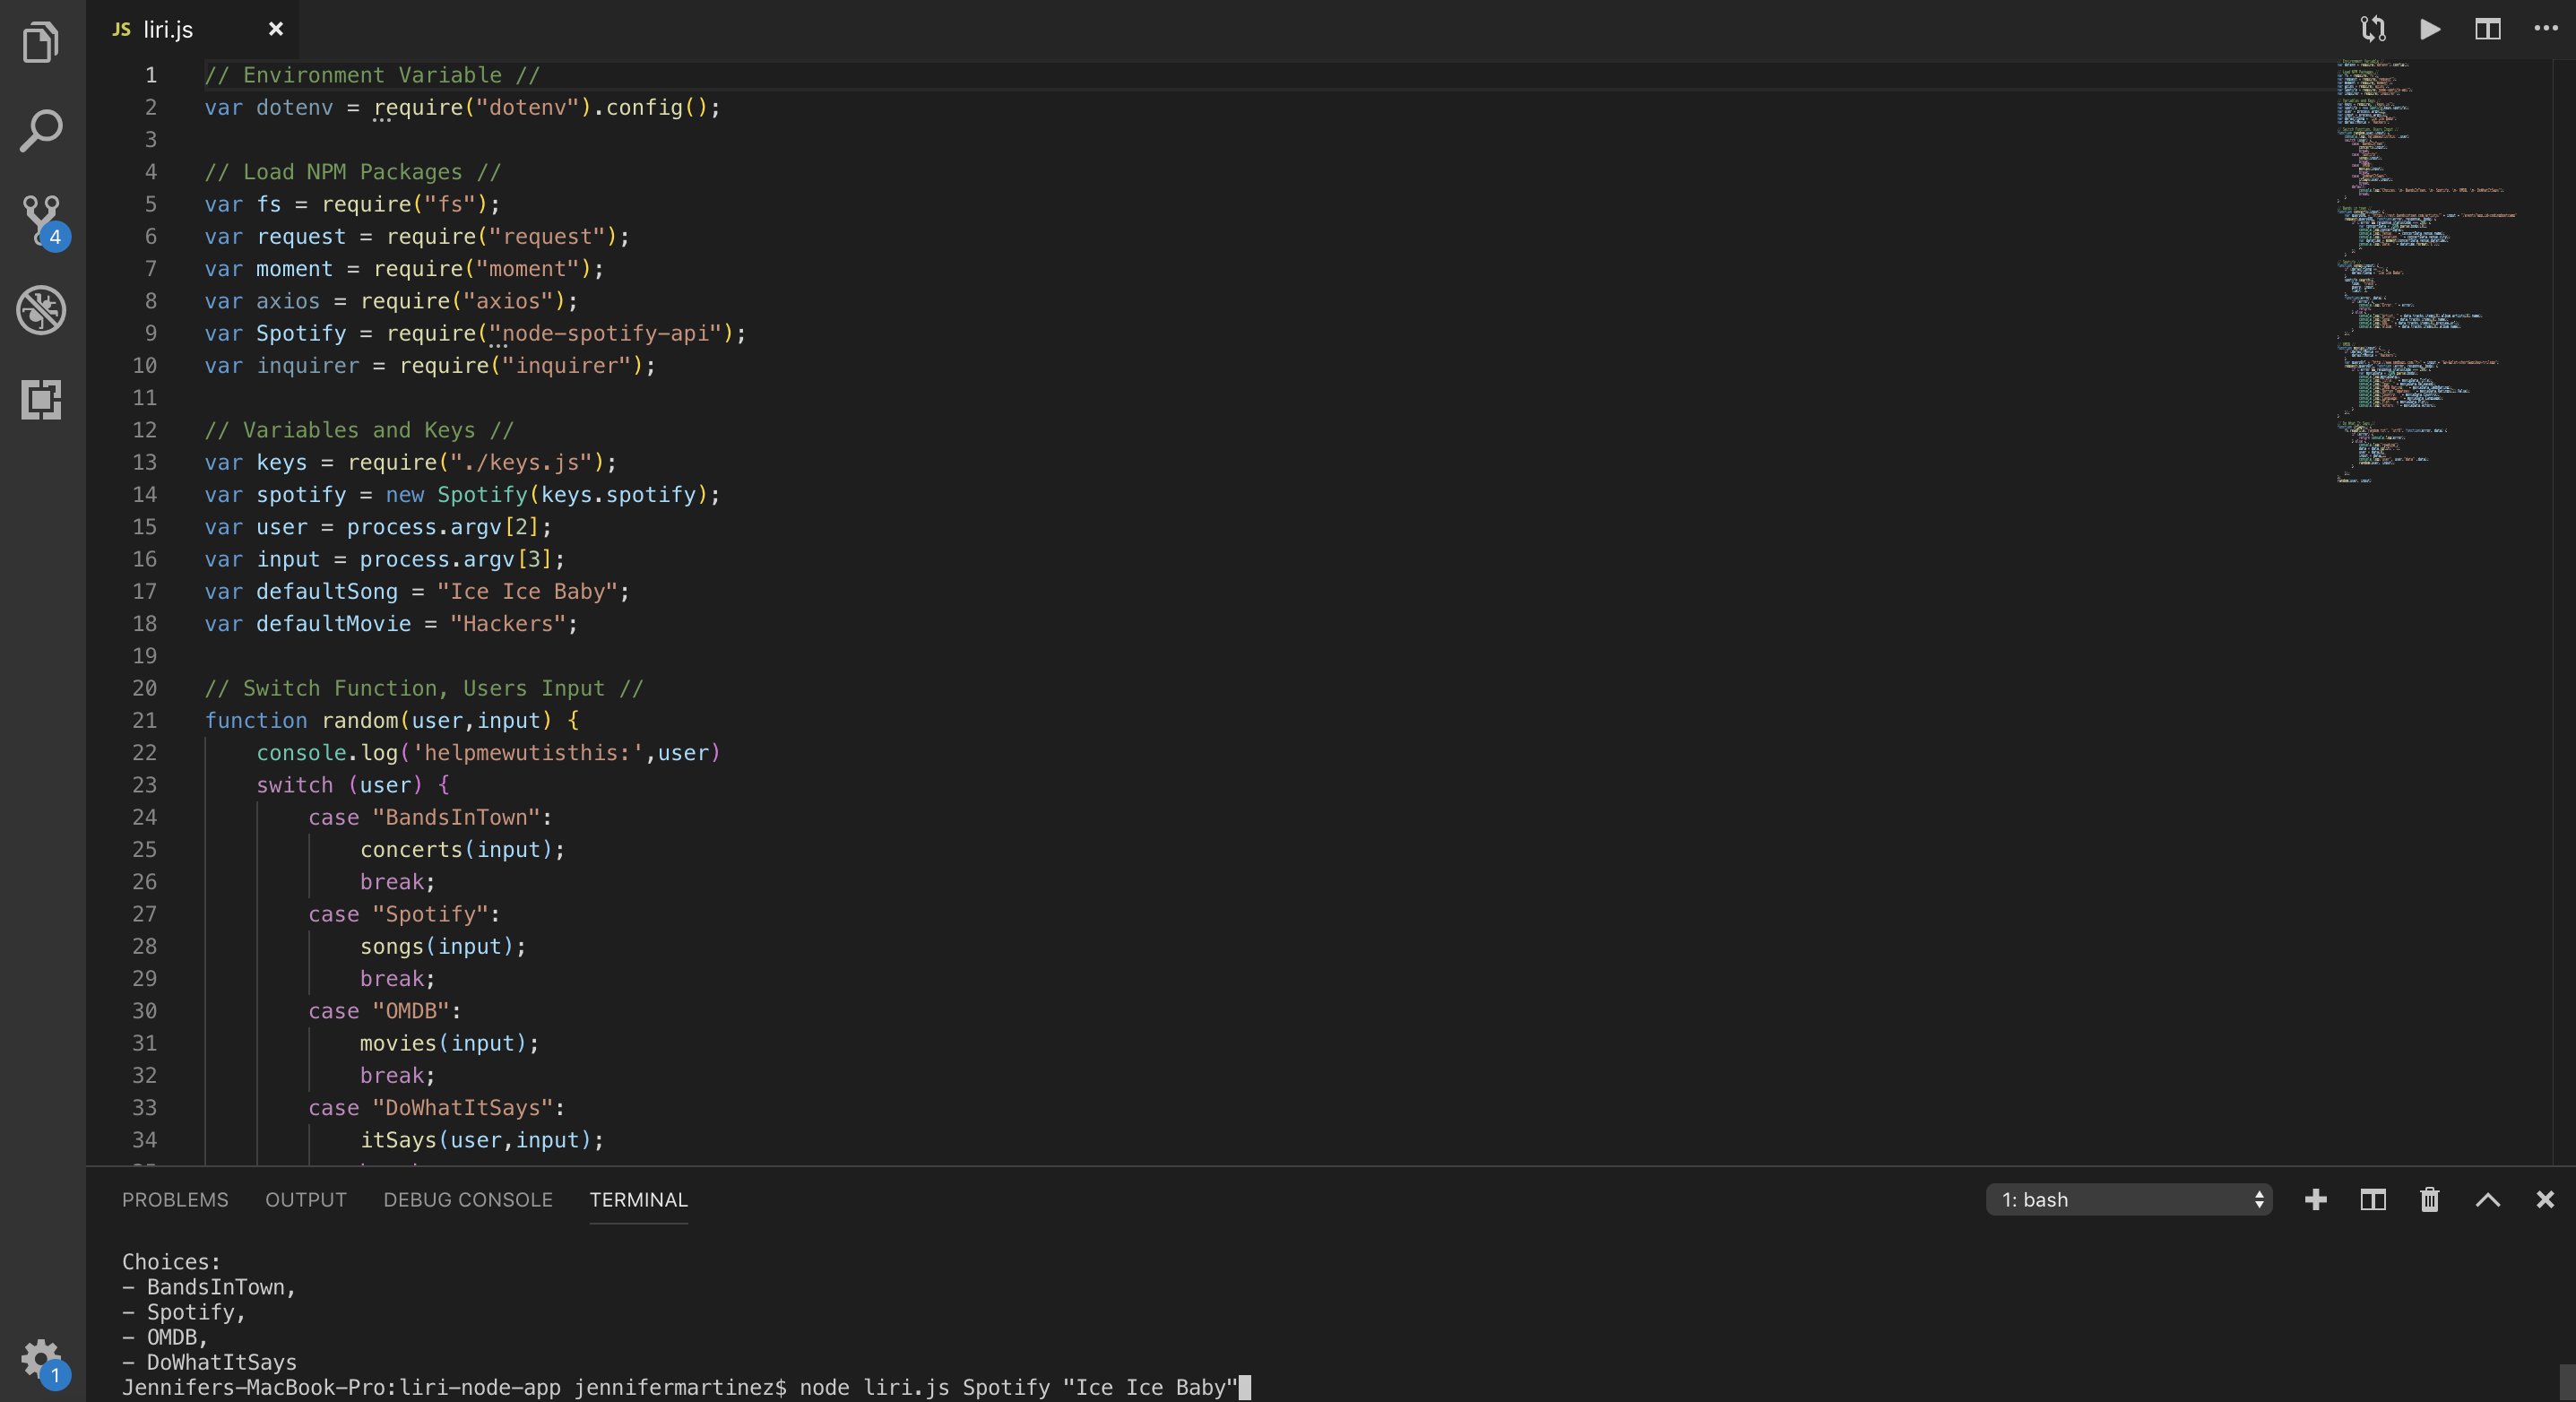 JS liri.js
1 // Environment Variable //
2 var dotenv = require("dotenv").config();
3
4 // Load NPM Packages //
5 var fs = require("fs");
6 var request = require("request");
7 var moment = require("moment");
8 var axios = require("axios");
9 var Spotify = require("node-spotify-api");
10 var inquirer = require("inquirer");
11
12 // Variables and Keys //
13 var keys = require("./keys.js");
14 var spotify = new Spotify(keys.spotify);
15 var user = process.argv[2];
16 var input = process.argv[3];
17 var defaultSong = "Ice Ice Baby";
18 var defaultMovie = "Hackers";
19
20 // Switch Function, Users Input //
21 function random(user,input) {
22 console.log('helpmewutisthis:',user)
23 switch (user) {
24 case "BandsInTown":
25 concerts(input);
26 break;
27 case "Spotify":
28 songs(input);
29 break;
30 case "OMDB":
31 movies(input);
32 break;
33 case "DoWhatItSays":
34 itSays(user,input);
4
1
PROBLEMS OUTPUT DEBUG CONSOLE TERMINAL 1: bash
Choices:
- BandsInTown,
- Spotify,
- OMDB,
- DoWhatItSays
Jennifers-MacBook-Pro:liri-node-app jennifermartinez$ node liri.js Spotify "Ice Ice Baby"